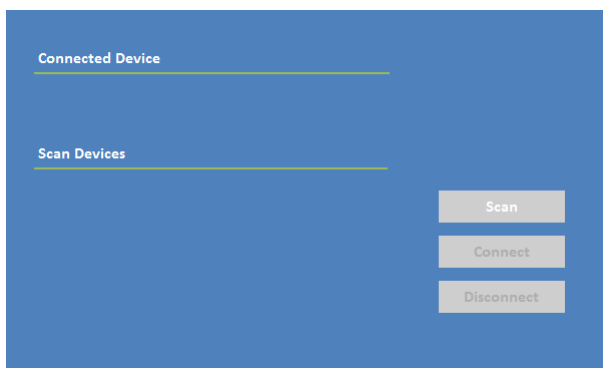 Connected Device
Scan Devices
Scan
Connect
Disconnect